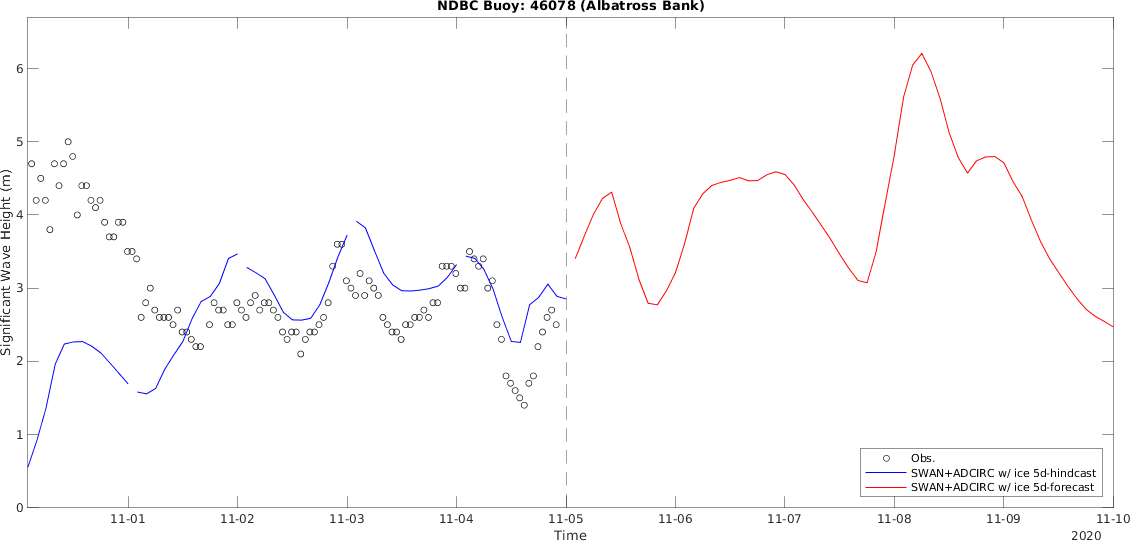 NDBC Buoy: 46078 (Albatross Bank)
Significant Wave Height (m)
6
5
4
3
2
1
0
11-01 11-02 11-03 11-04 11-05 11-06 11-07 11-08 11-09 11-10
Time
2020
Obs.
SWAN+ADCIRC w/ ice 5d-hindcast
SWAN+ADCIRC w/ ice 5d-forecast